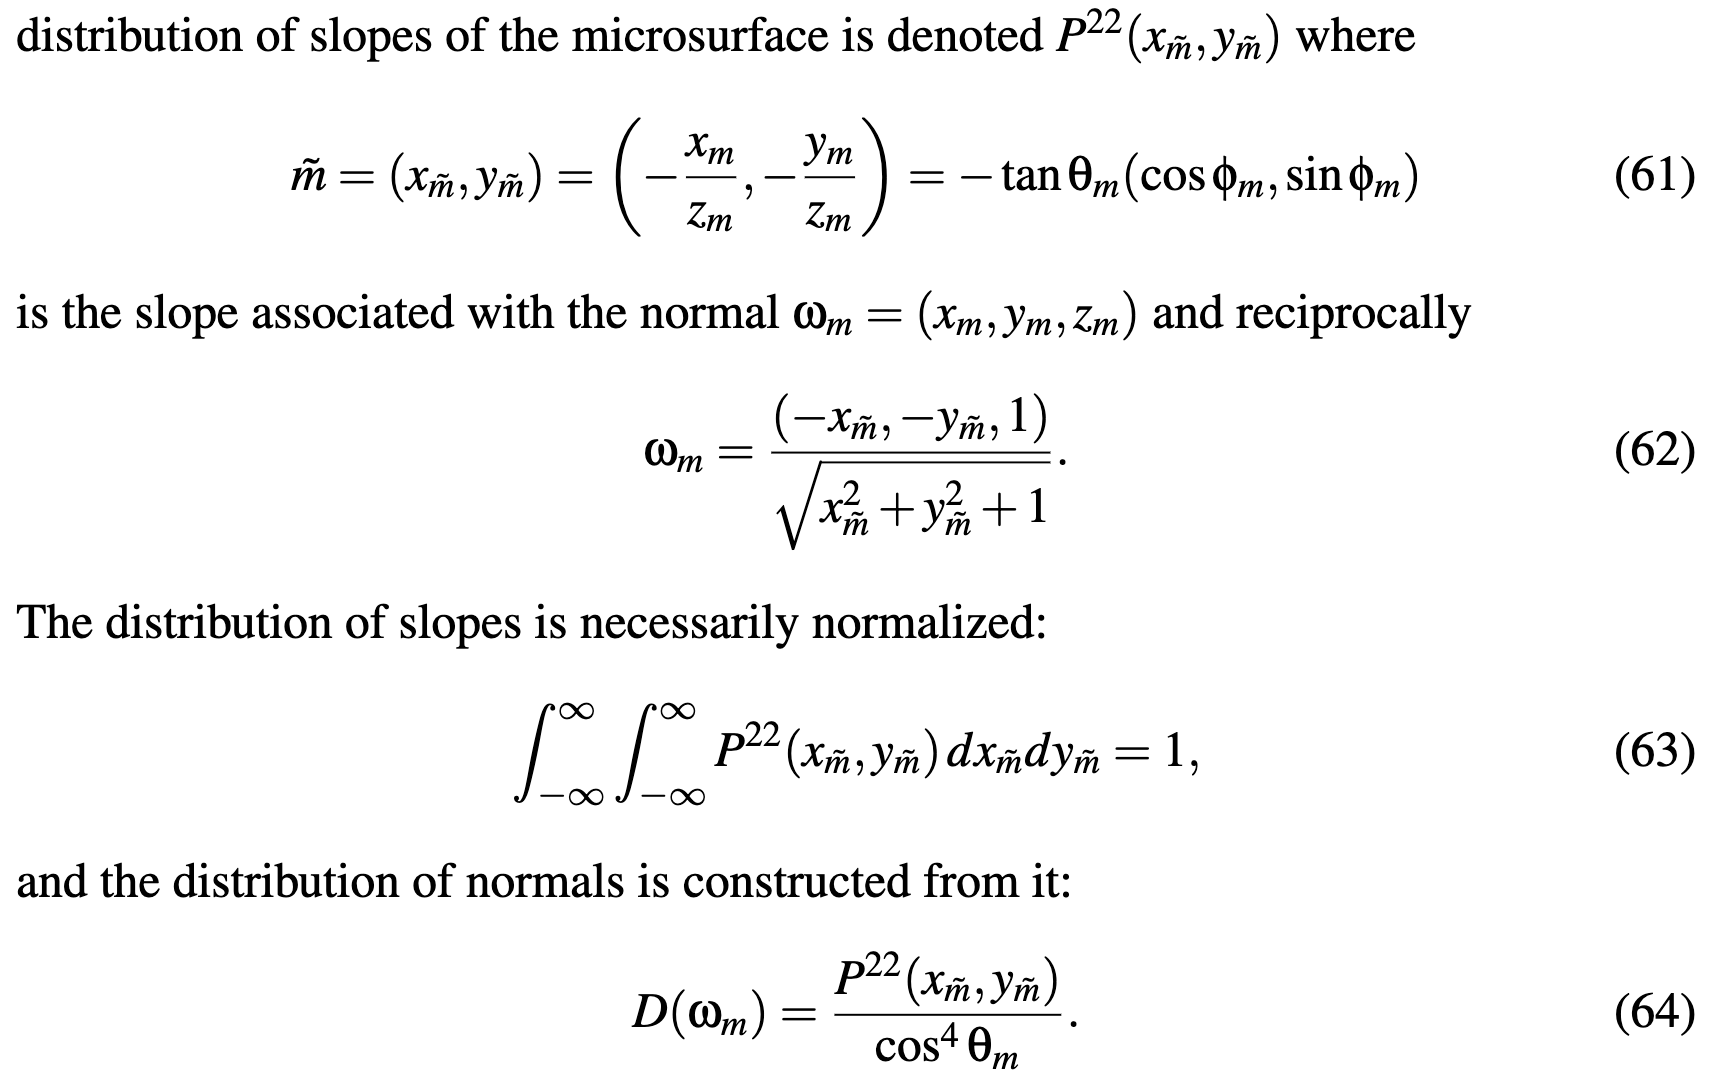 distribution of slopes of the microsurface is denoted $P^{22}(x_{\tilde{m}}, y_{\tilde{m}})$ where
$\tilde{m} = (x_{\tilde{m}}, y_{\tilde{m}}) = \left(-\frac{x_m}{z_m}, -\frac{y_m}{z_m}\right) = -\tan\theta_m(\cos\phi_m, \sin\phi_m)$ (61)
is the slope associated with the normal $\omega_m = (x_m, y_m, z_m)$ and reciprocally
$\omega_m = \frac{(-x_{\tilde{m}}, -y_{\tilde{m}}, 1)}{\sqrt{x_{\tilde{m}}^2 + y_{\tilde{m}}^2 + 1}}.$ (62)
The distribution of slopes is necessarily normalized:
$\int_{-\infty}^{\infty} \int_{-\infty}^{\infty} P^{22}(x_{\tilde{m}}, y_{\tilde{m}}) \, dx_{\tilde{m}} dy_{\tilde{m}} = 1,$ (63)
and the distribution of normals is constructed from it:
$D(\omega_m) = \frac{P^{22}(x_{\tilde{m}}, y_{\tilde{m}})}{\cos^4\theta_m}.$ (64)